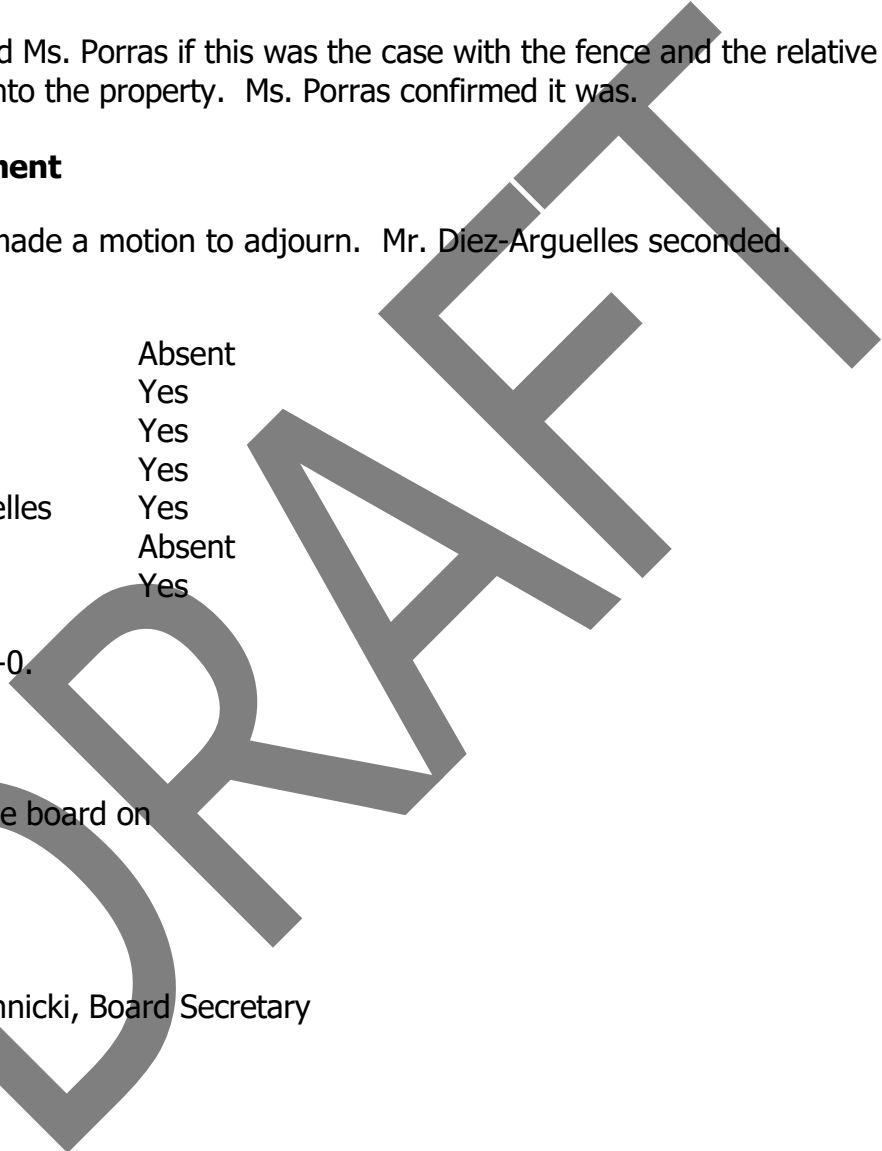 d Ms. Porras if this was the case with the fence and the relative
nto the property. Ms. Porras confirmed it was.
ment
made a motion to adjourn. Mr. Diez-Arguelles seconded.
Absent
Yes
Yes
Yes
elles Yes
Absent
Yes
-0.
e board on
nnicki, Board Secretary
DRAFT